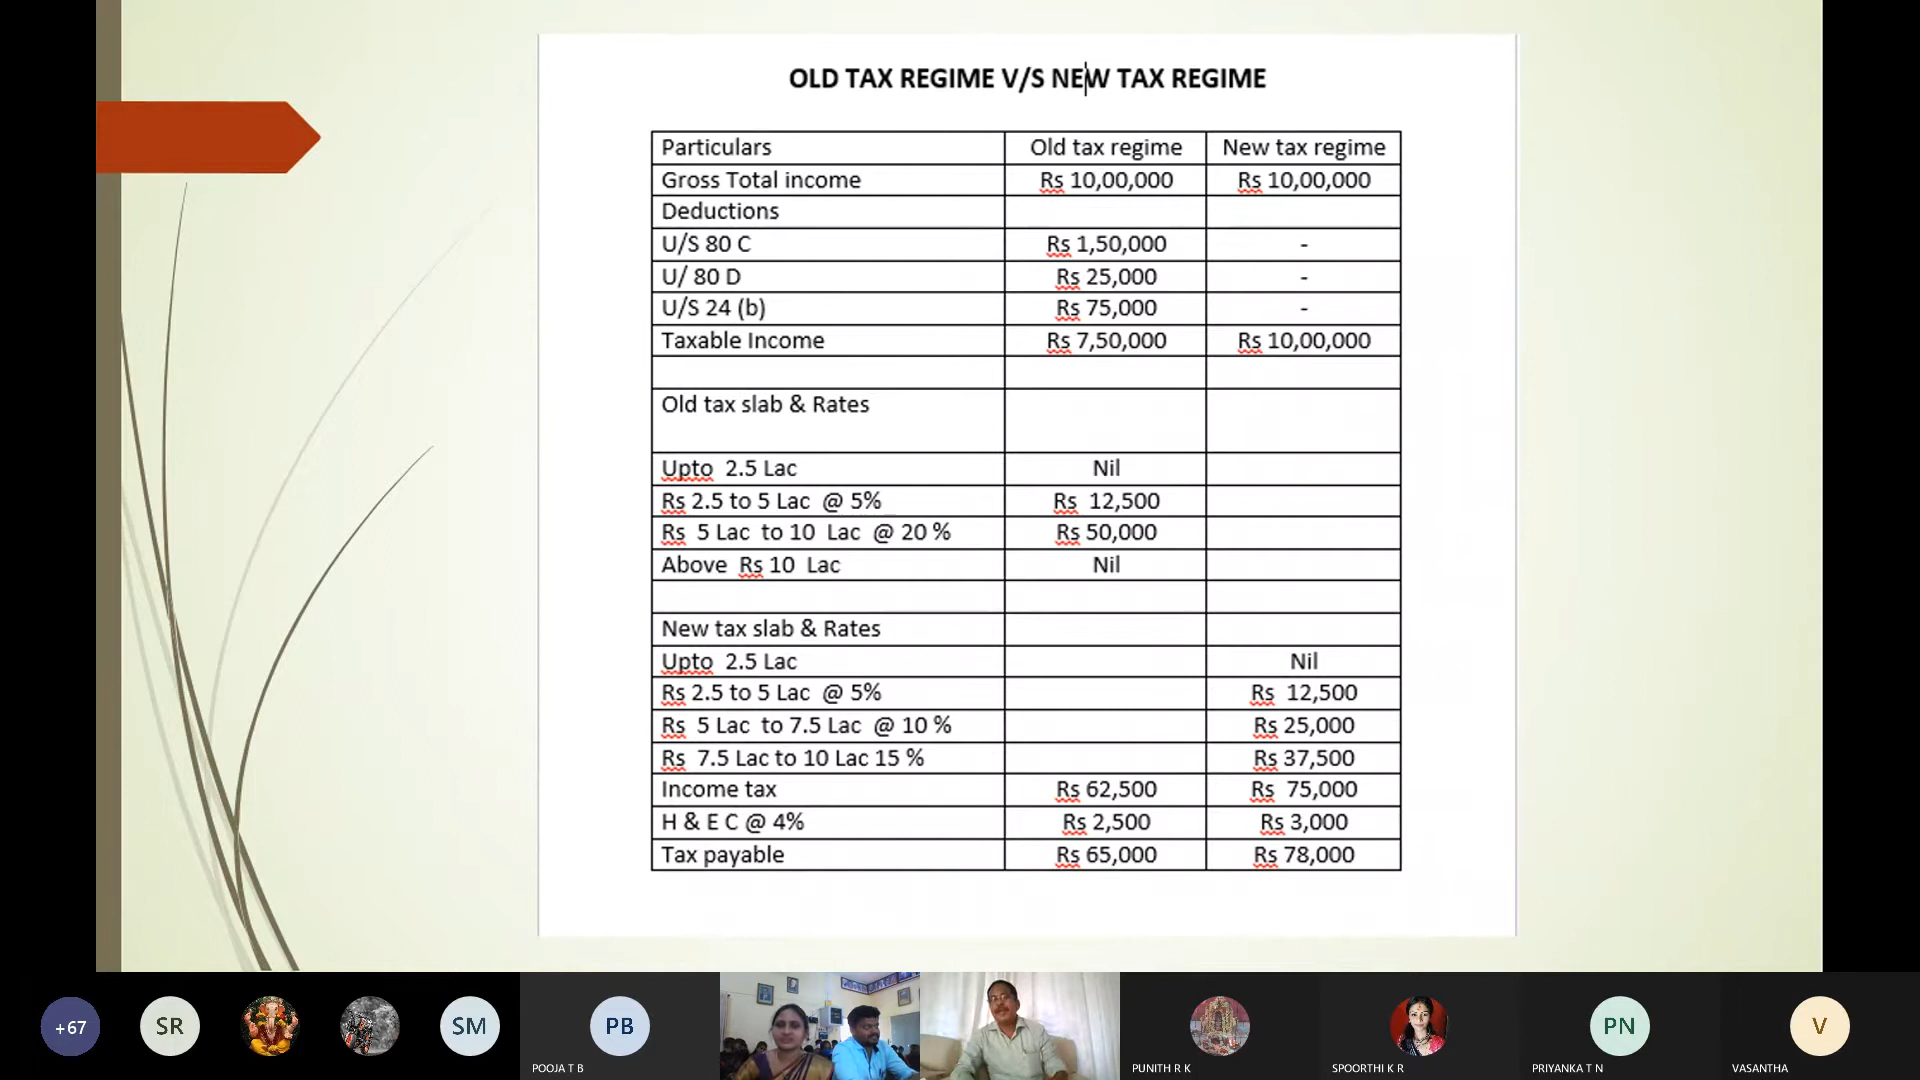 OLD TAX REGIME V/S NEW TAX REGIME
Particulars Old tax regime New tax regime
Gross Total income Rs 10,00,000 Rs 10,00,000
Deductions
U/S 80 C Rs 1,50,000 -
U/ 80 D Rs 25,000 -
U/S 24 (b) Rs 75,000 -
Taxable Income Rs 7,50,000 Rs 10,00,000
Old tax slab & Rates
Upto 2.5 Lac Nil
Rs 2.5 to 5 Lac @ 5% Rs 12,500
Rs 5 Lac to 10 Lac @ 20 % Rs 50,000
Above Rs 10 Lac Nil
New tax slab & Rates
Upto 2.5 Lac Nil
Rs 2.5 to 5 Lac @ 5% Rs 12,500
Rs 5 Lac to 7.5 Lac @ 10 % Rs 25,000
Rs 7.5 Lac to 10 Lac 15 % Rs 37,500
Income tax Rs 62,500 Rs 75,000
H & E C @ 4% Rs 2,500 Rs 3,000
Tax payable Rs 65,000 Rs 78,000
+67 SR SM PB PN V
POOJA T B PUNITH R K SPOORTHI K R PRIYANKA T N VASANTHA